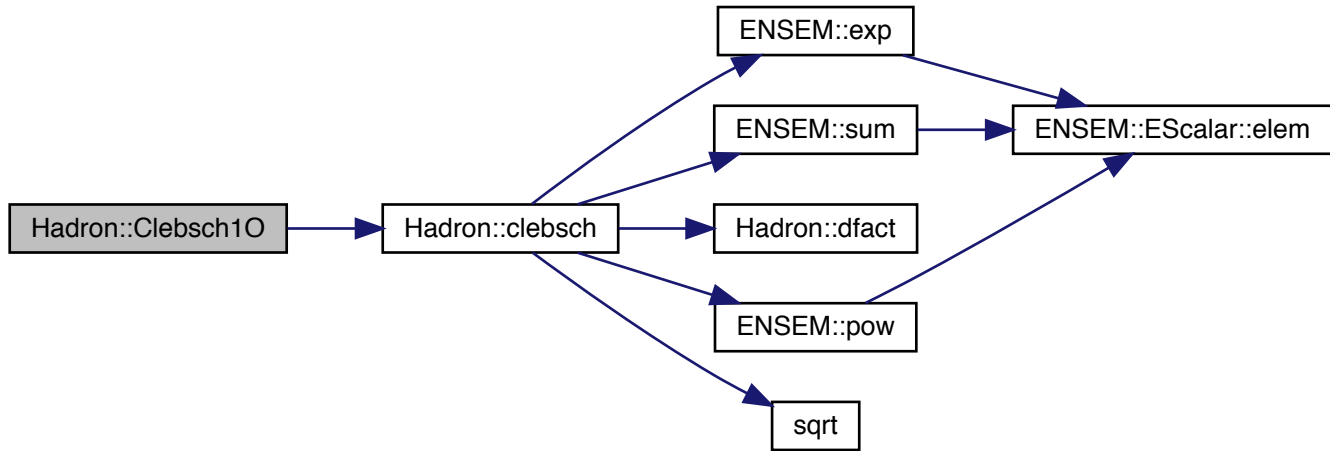 Hadron::Clebsch1O
Hadron::clebsch
ENSEM::exp
ENSEM::sum
Hadron::dfact
ENSEM::pow
sqrt
ENSEM::EScalar::elem